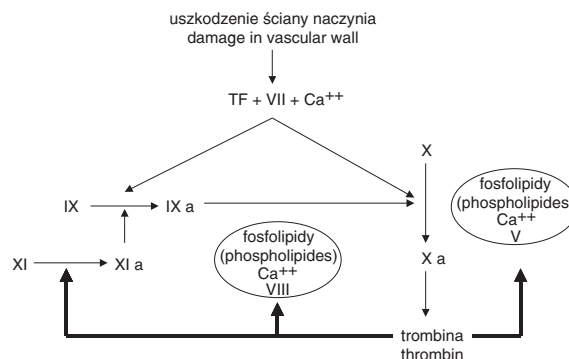 uszkodzenie ściany naczynia
damage in vascular wall
TF + VII + Ca++
X
IX
IX a
fosfolipidy
(phospholipides)
Ca++
V
XI
XI a
fosfolipidy
(phospholipides)
Ca++
VIII
X a
trombina
thrombin